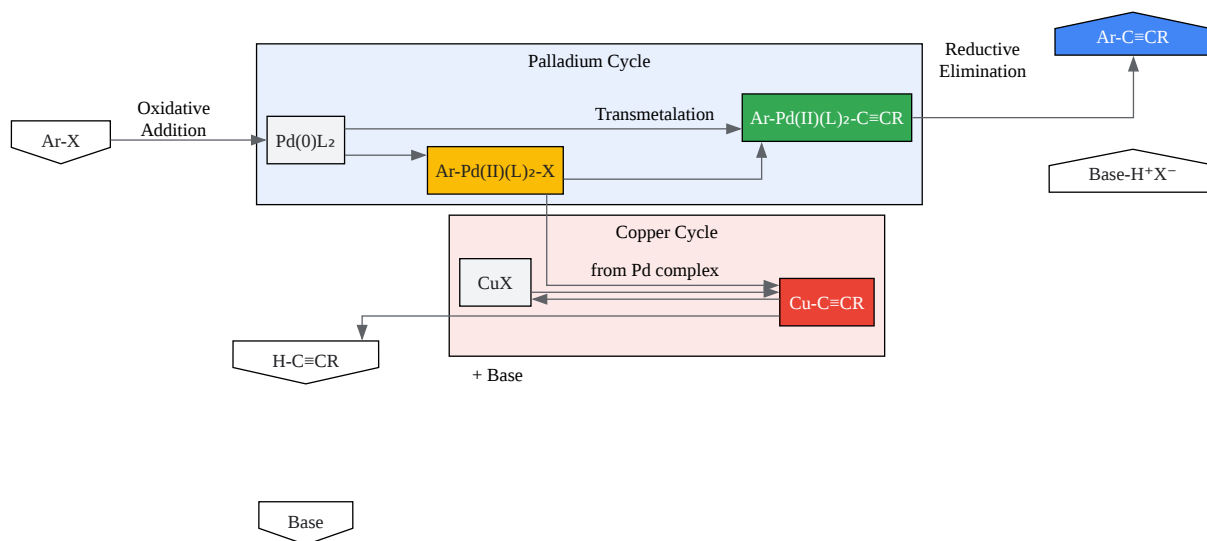 Palladium Cycle
Reductive
Elimination
Ar-C≡CR
Oxidative
Addition
Ar-X
Pd(0)L₂
Transmetalation
Ar-Pd(II)(L)₂-C≡CR
Ar-Pd(II)(L)₂-X
Base-H⁺X⁻
Copper Cycle
CuX
from Pd complex
Cu-C≡CR
H-C≡CR
+ Base
Base